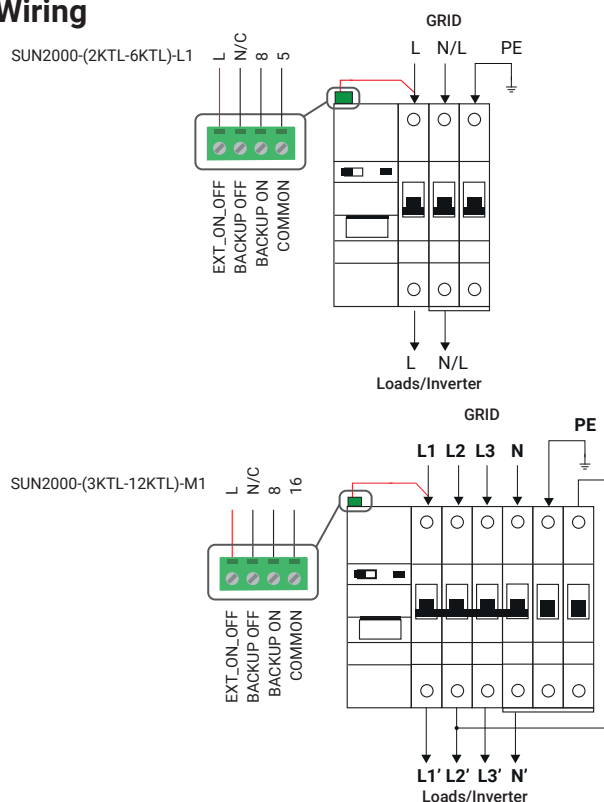 Wiring
SUN2000-(2KTL-6KTL)-L1
L
N/C
8
5
EXT_ON_OFF
BACKUP OFF
BACKUP ON
COMMON
GRID
L N/L PE
L N/L
Loads/Inverter
GRID
PE
L1 L2 L3 N
SUN2000-(3KTL-12KTL)-M1
L
N/C
8
16
EXT_ON_OFF
BACKUP OFF
BACKUP ON
COMMON
L1’ L2’ L3’ N’
Loads/Inverter